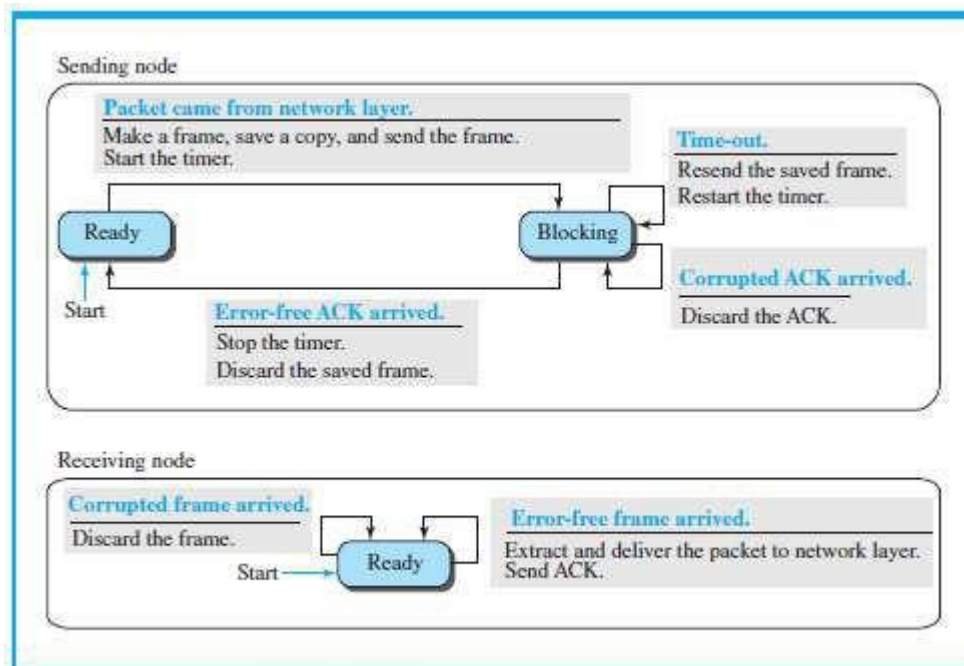 Sending node
Packet came from network layer.
Make a frame, save a copy, and send the frame.
Start the timer.
Time-out.
Resend the saved frame.
Restart the timer.
Ready
Blocking
Start
Error-free ACK arrived.
Stop the timer.
Discard the saved frame.
Corrupted ACK arrived.
Discard the ACK.
Receiving node
Corrupted frame arrived.
Discard the frame.
Start
Ready
Error-free frame arrived.
Extract and deliver the packet to network layer.
Send ACK.